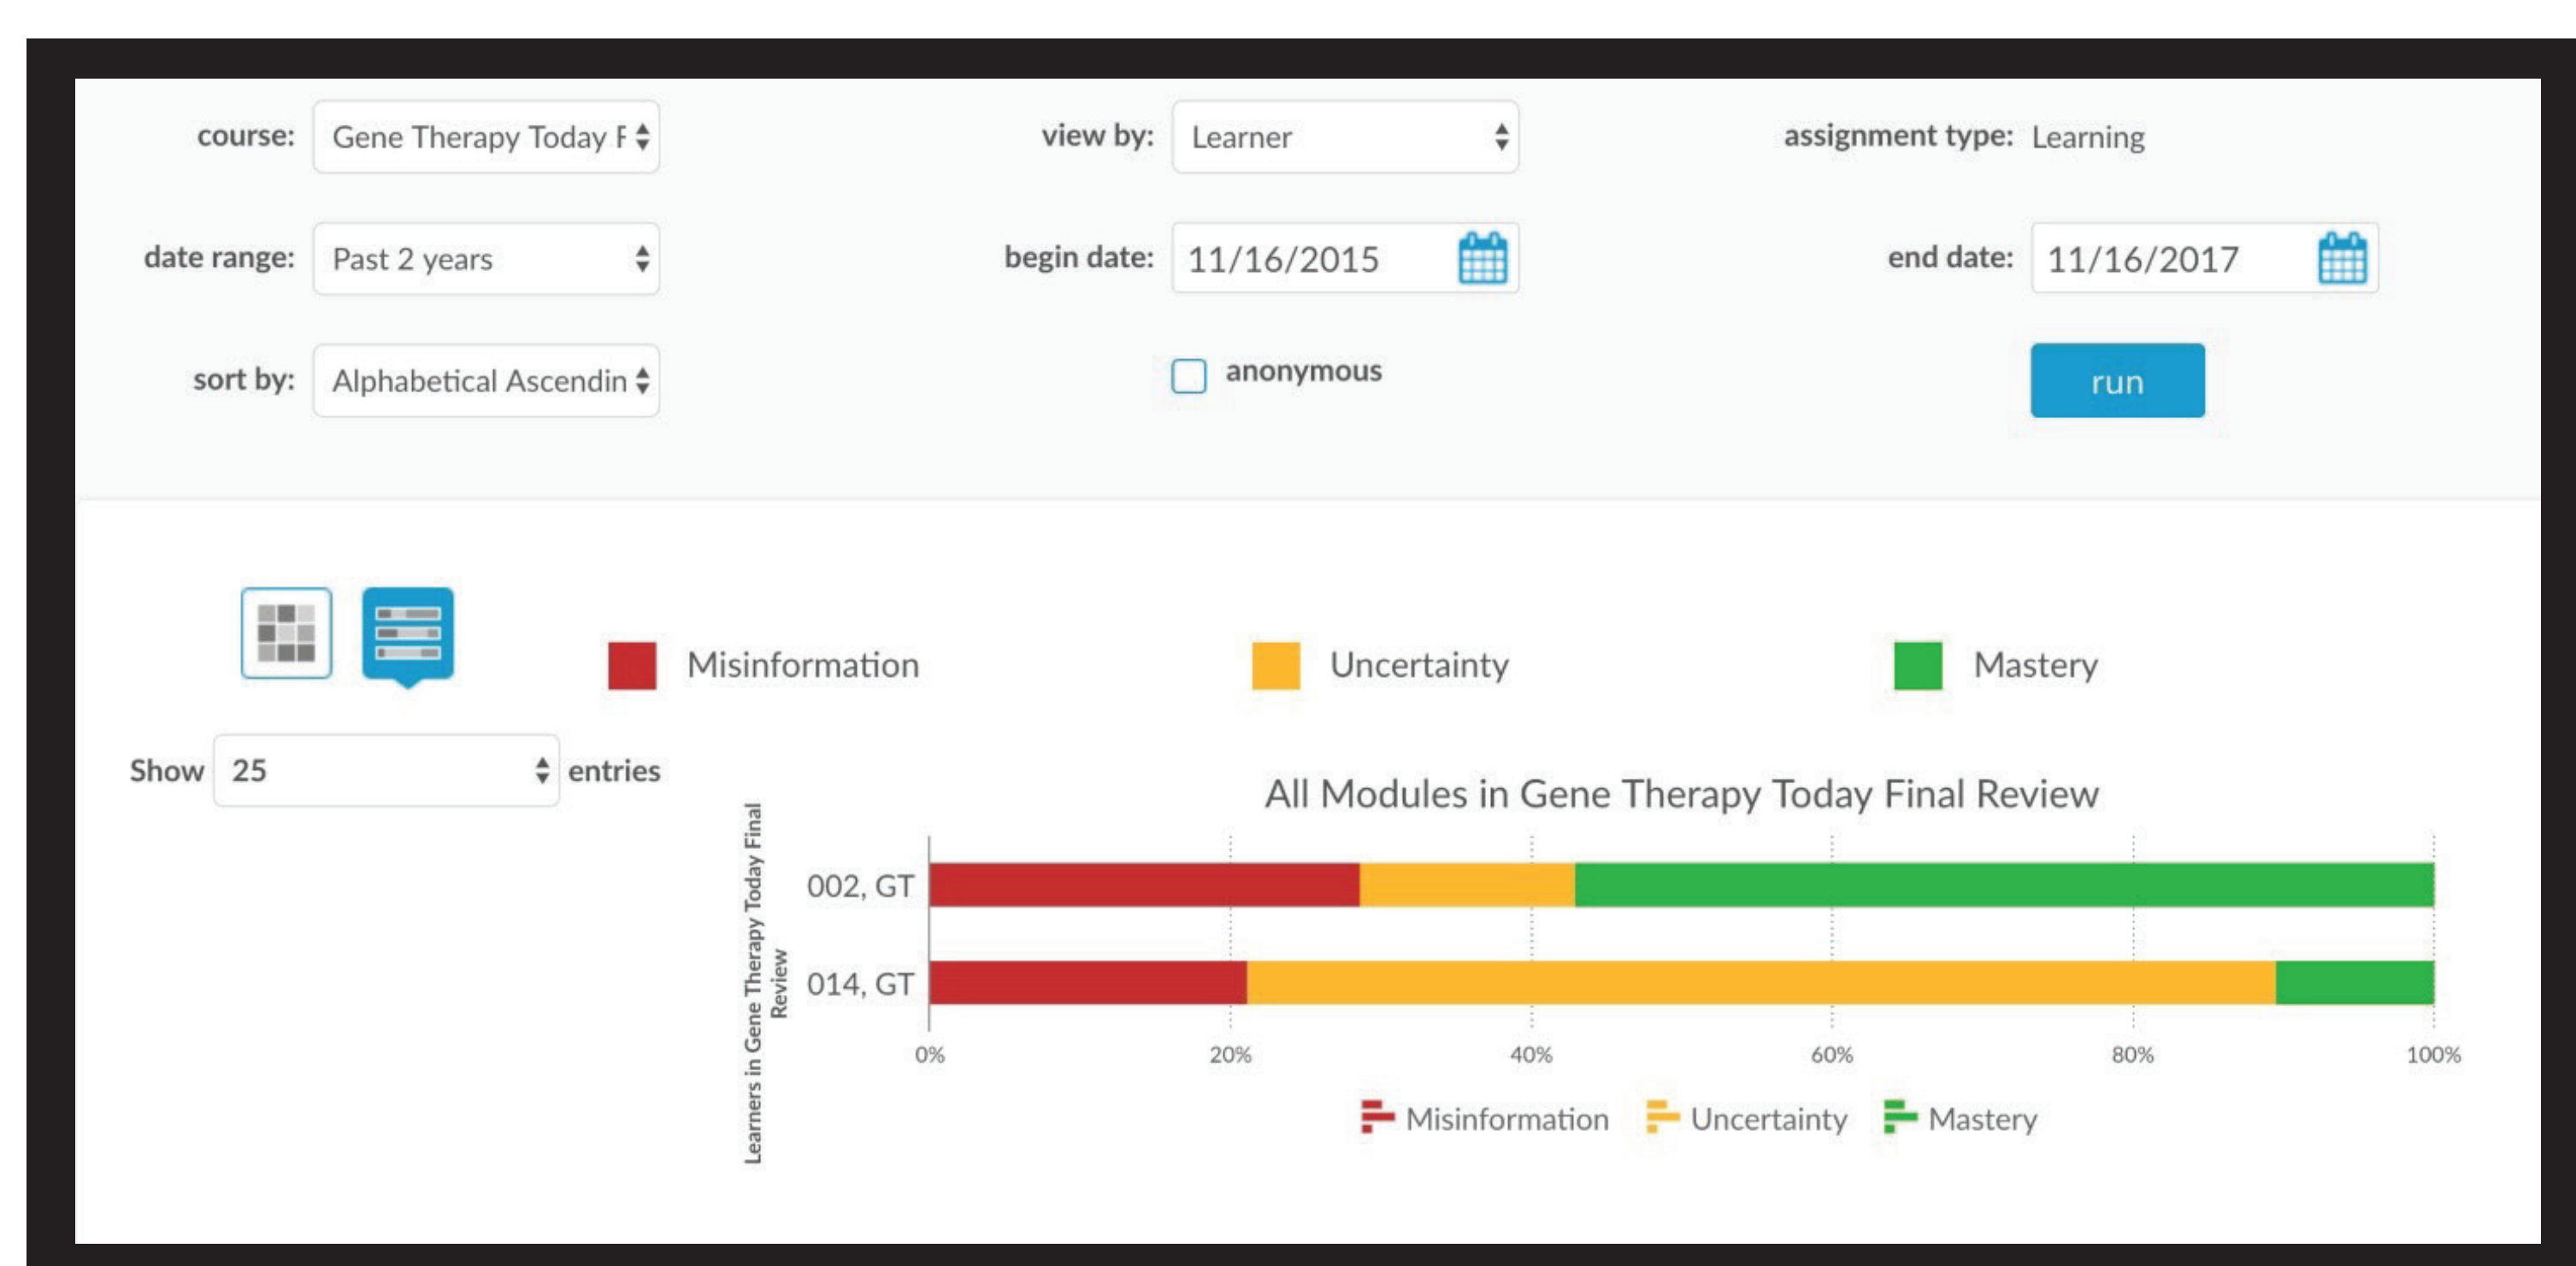 course: Gene Therapy Today F
view by: Learner
assignment type: Learning
date range: Past 2 years
begin date: 11/16/2015
end date: 11/16/2017
sort by: Alphabetical Ascendin
anonymous
run
Misinformation
Uncertainty
Mastery
Show 25 entries
All Modules in Gene Therapy Today Final Review
Learners in Gene Therapy Today Final
Review
002, GT
014, GT
0% 20% 40% 60% 80% 100%
Misinformation Uncertainty Mastery